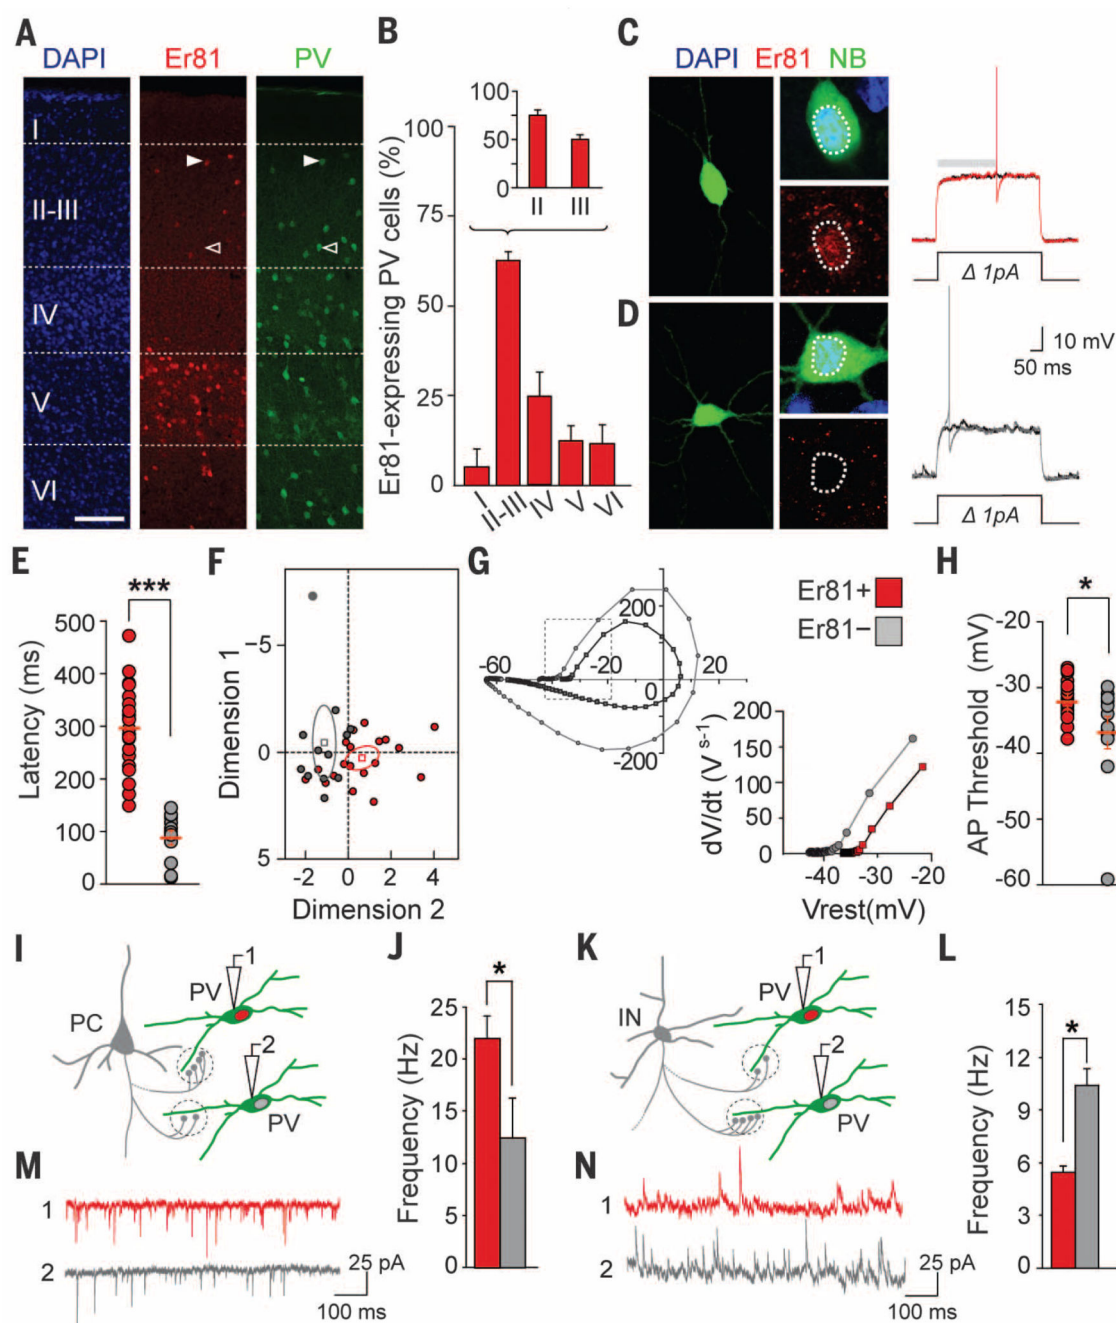 A
DAPI
Er81
PV
I
II-III
IV
V
VI
B
Er81-expressing PV cells (%)
100
75
50
25
0
100
75
50
25
0
II
III
I
II-III
IV
V
VI
C
DAPI Er81 NB
Δ 1pA
D
10 mV
50 ms
Δ 1pA
E
***
Latency (ms)
500
400
300
200
100
0
F
Dimension 1
-5
0
5
-2 0 2 4
Dimension 2
G
200
-60
-20
20
0
-200
Er81+
Er81−
dV/dt (V s-1)
200
150
100
50
0
-40 -30 -20
Vrest(mV)
H
*
AP Threshold (mV)
-20
-30
-40
-50
-60
I
PC
PV
1
2
PV
J
*
Frequency (Hz)
25
20
15
10
5
0
K
IN
PV
1
2
PV
L
*
Frequency (Hz)
15
12
9
6
3
0
M
1
2
25 pA
100 ms
N
1
2
25 pA
100 ms